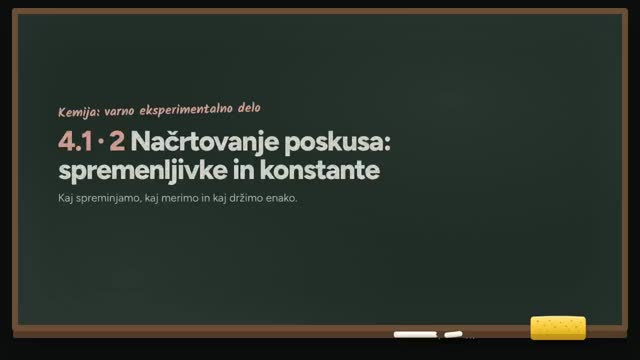 Kemija: varno eksperimentalno delo
4.1 · 2 Načrtovanje poskusa:
spremenljivke in konstante
Kaj spreminjamo, kaj merimo in kaj držimo enako.